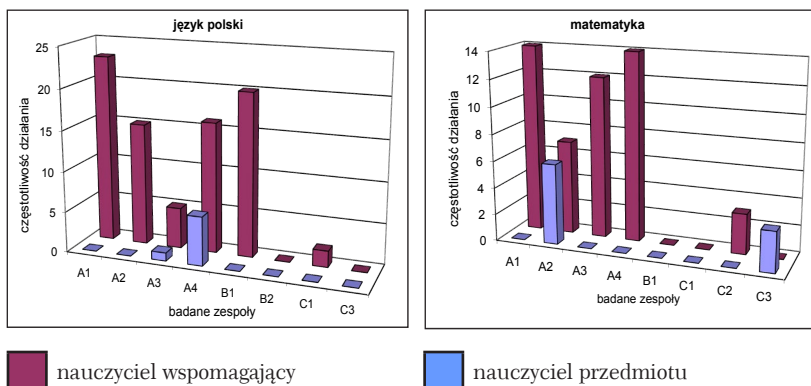 język polski
częstotliwość działania
25
20
15
10
5
0
A1 A2 A3 A4 B1 B2 C1 C3
badane zespoły
matematyka
częstotliwość działania
14
12
10
8
6
4
2
0
A1 A2 A3 A4 B1 C1 C2 C3
badane zespoły
nauczyciel wspomagający
nauczyciel przedmiotu